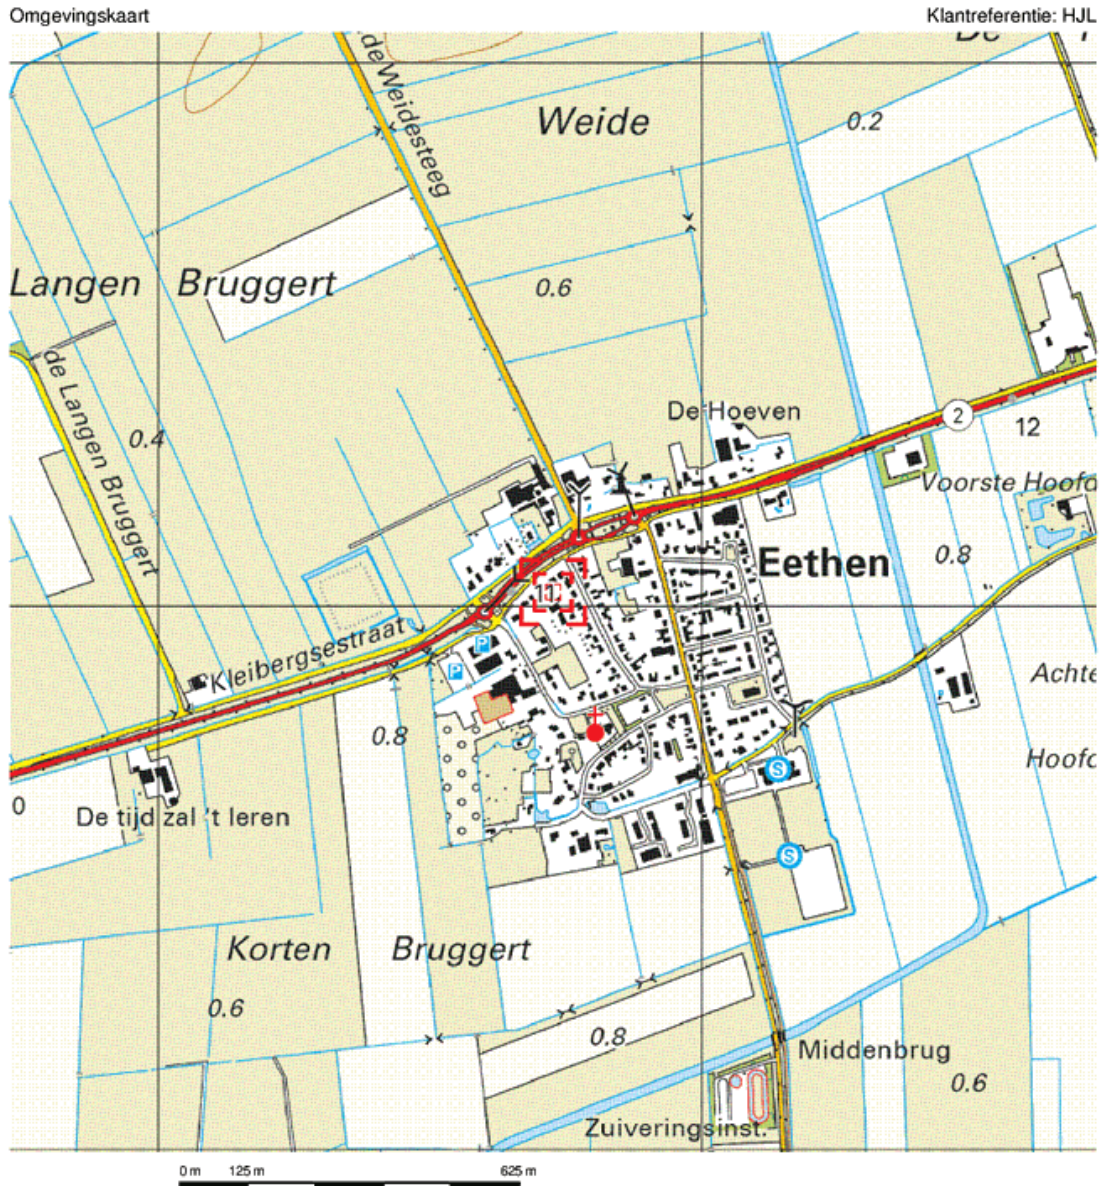 Omgevingskaart
Klantreferentie: HJL
de Weidesteeg
De
Weide
0.2
Langen Bruggert
0.6
de Langen Bruggert
0.4
De Hoeven
2
12
Voorste Hoofd
Eethen
0.8
Kleibergsestraat
P
P
Achte
0.8
Hoofd
S
0
De tijd zal 't leren
S
Korten Bruggert
0.6
0.8
Middenbrug
0.6
Zuiveringsinst.
0 m 125 m 625 m